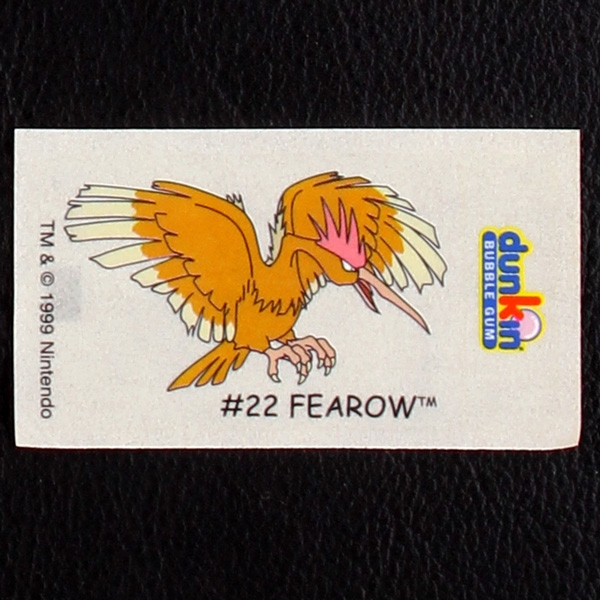 TM & © 1999 Nintendo
#22 FEAROW™
dunkin
BUBBLE GUM